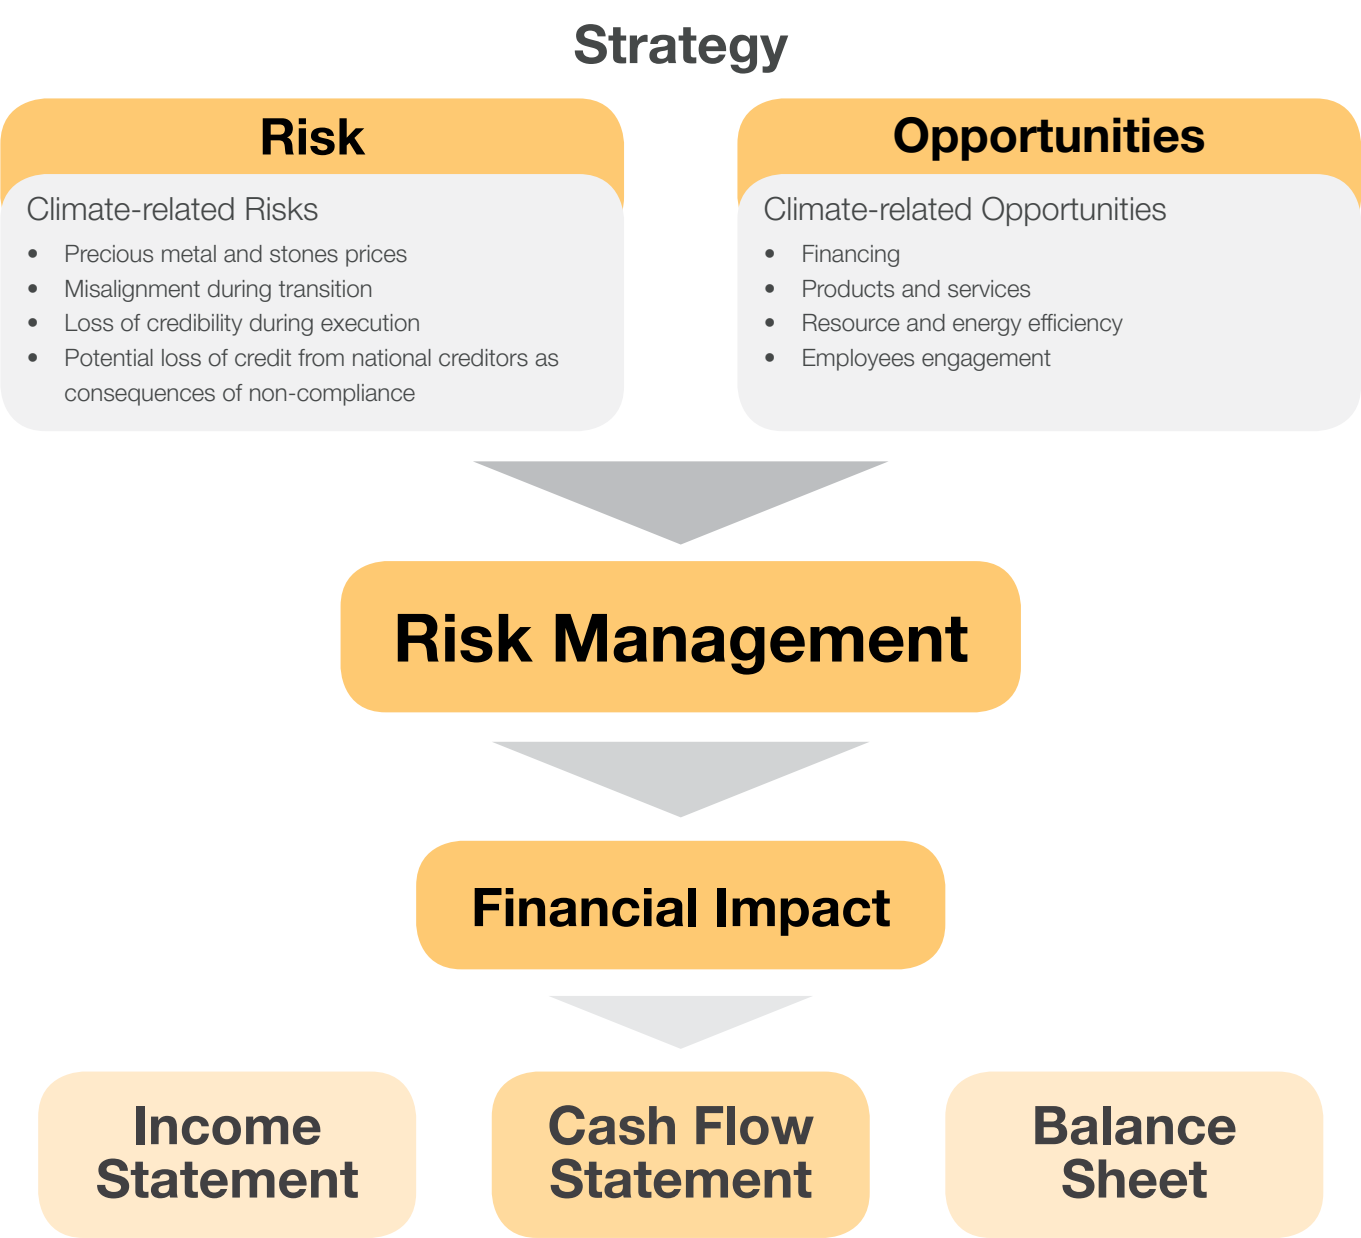 Strategy
Risk
Climate-related Risks
• Precious metal and stones prices
• Misalignment during transition
• Loss of credibility during execution
• Potential loss of credit from national creditors as
consequences of non-compliance
Opportunities
Climate-related Opportunities
• Financing
• Products and services
• Resource and energy efficiency
• Employees engagement
Risk Management
Financial Impact
Income
Statement
Cash Flow
Statement
Balance
Sheet